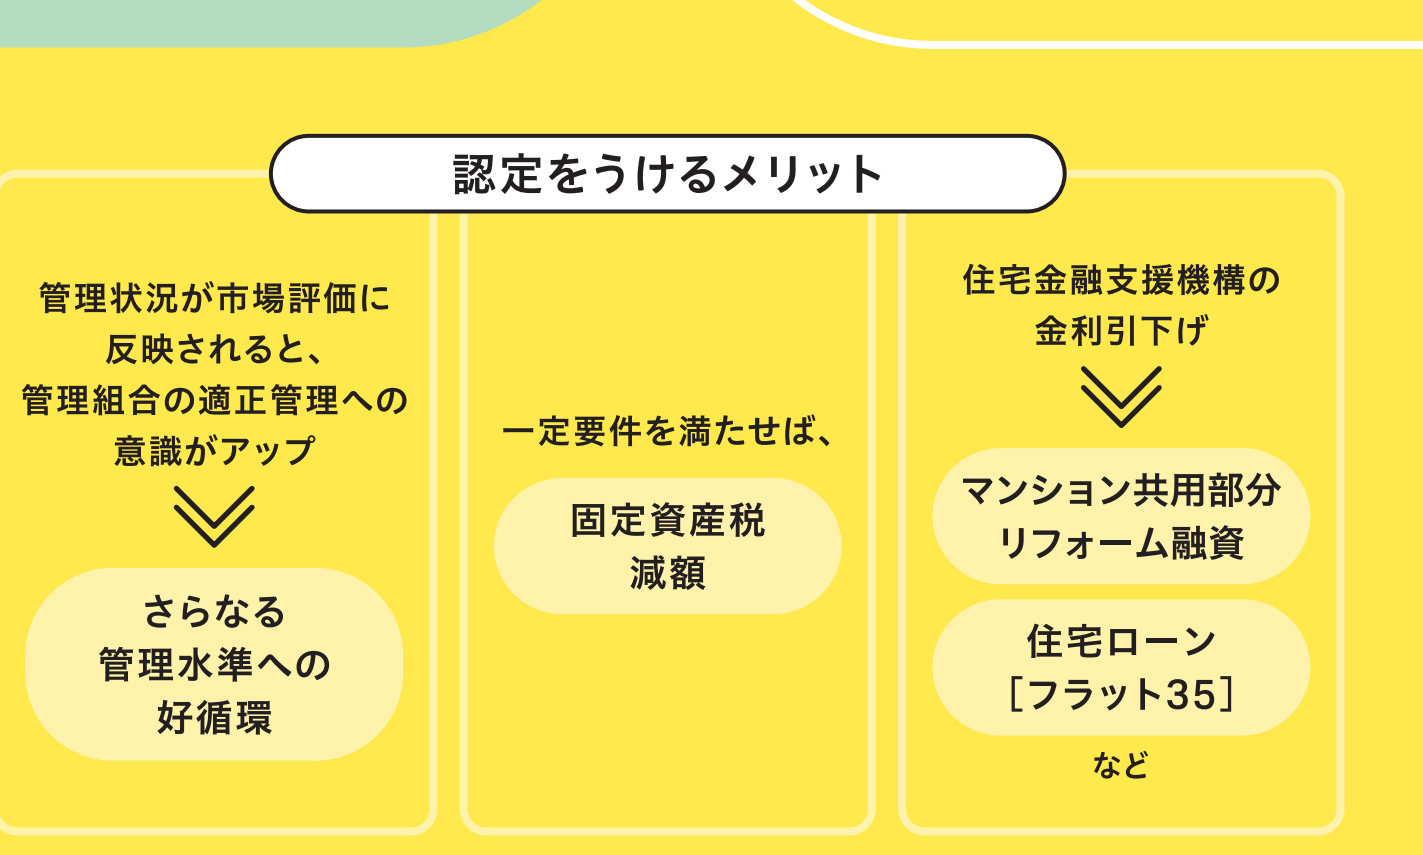 認定をうけるメリット
管理状況が市場評価に
反映されると、
管理組合の適正管理への
意識がアップ
さらなる
管理水準への
好循環
一定要件を満たせば、
固定資産税
減額
住宅金融支援機構の
金利引下げ
マンション共用部分
リフォーム融資
住宅ローン
［フラット35］
など